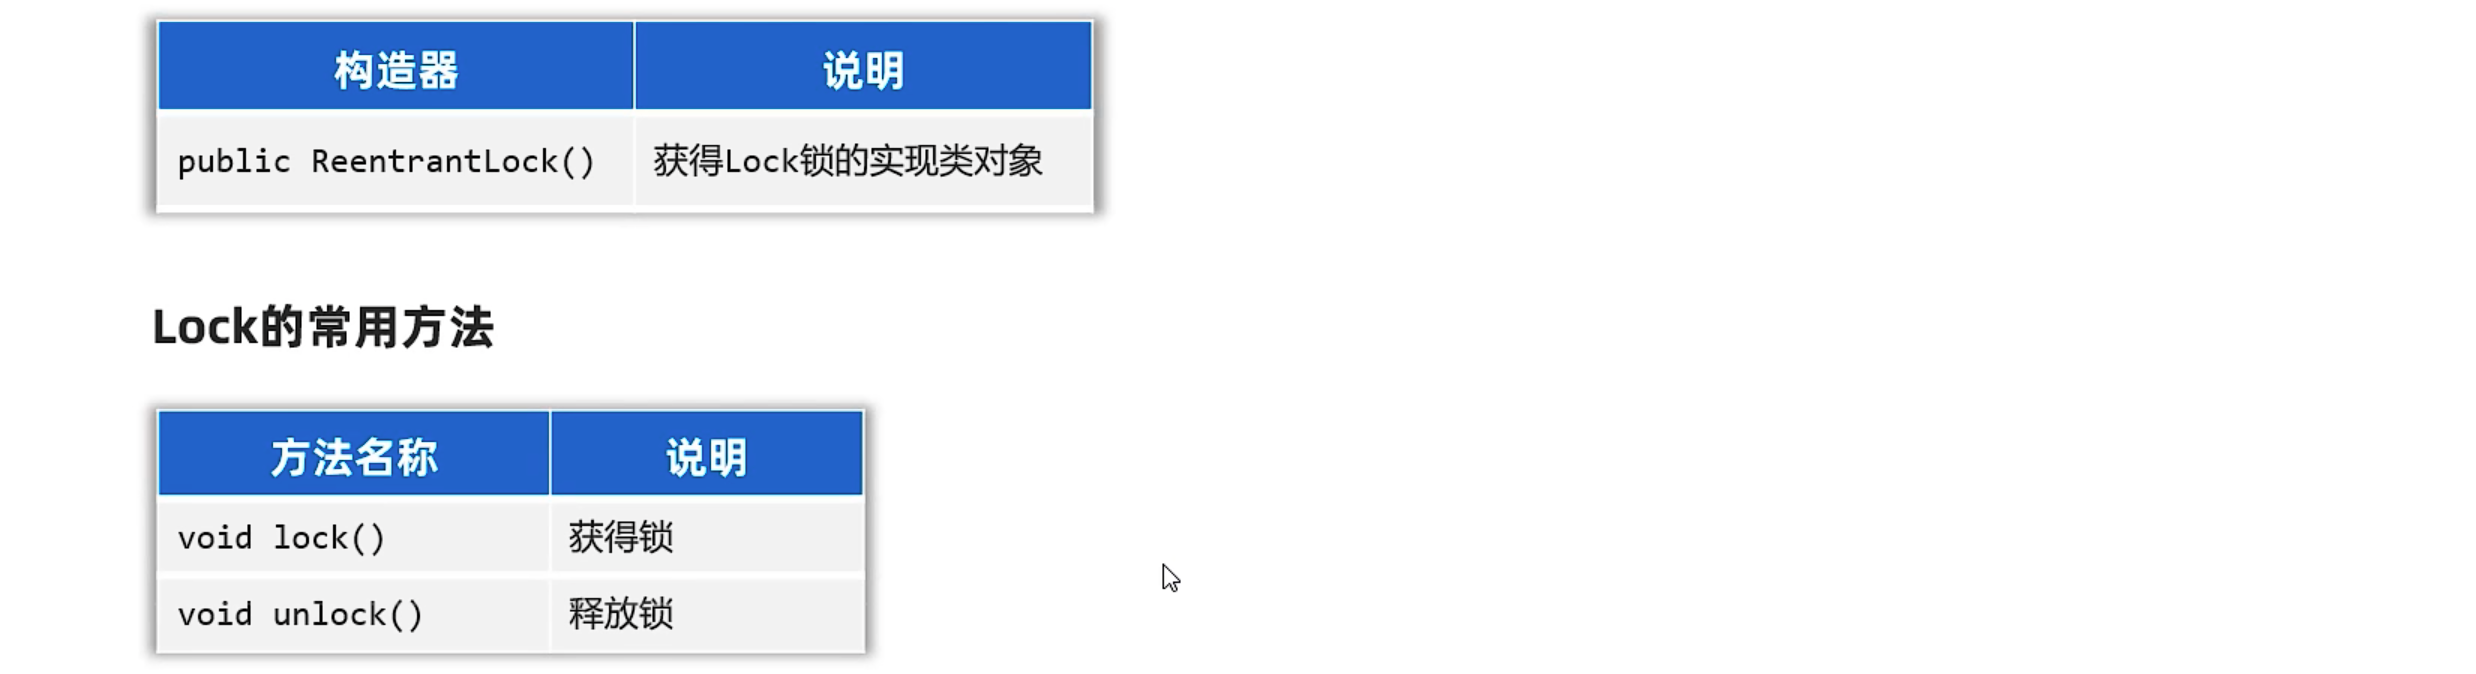 构造器 说明
public ReentrantLock() 获得Lock锁的实现类对象
Lock的常用方法
方法名称 说明
void lock() 获得锁
void unlock() 释放锁